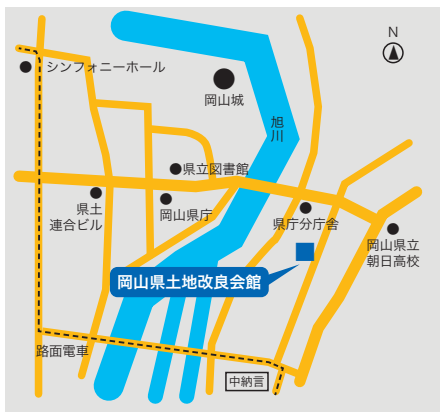 N
シンフォニーホール
岡山城
旭川
県立図書館
県土
連合ビル
岡山県庁
県庁分庁舎
岡山県立
朝日高校
岡山県土地改良会館
路面電車
中納言